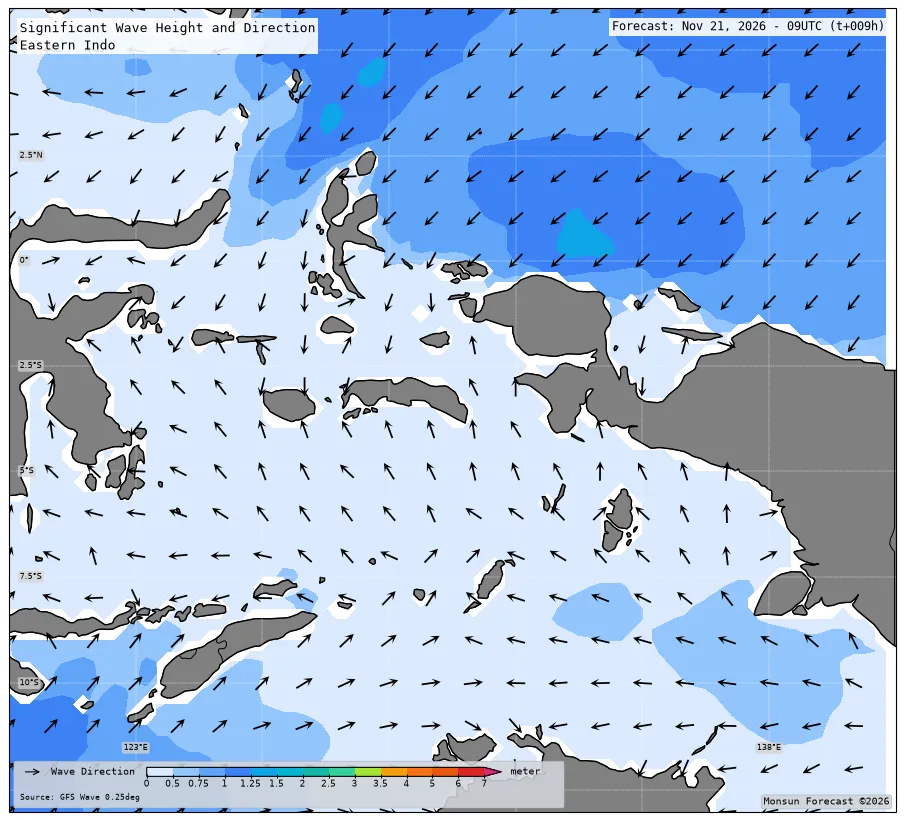 Significant Wave Height and Direction
Eastern Indo
Forecast: Nov 21, 2026 - 09UTC (t+009h)
2.5°N
0°
2.5°S
5°S
7.5°S
10°S
123°E
138°E
Wave Direction
meter
0 0.5 0.75 1 1.25 1.5 2 2.5 3 3.5 4 5 6 7
Source: GFS Wave 0.25deg
Monsun Forecast ©2026